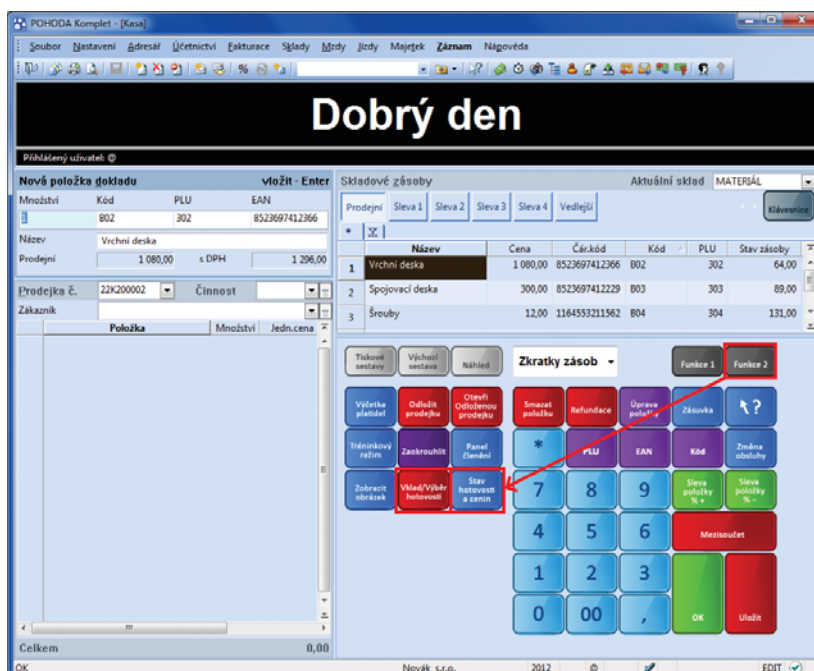 POHODA Komplet - [Kasa]
Soubor Nastavení Adresář Účetnictví Fakturace Sklady Mzdy Jízdy Majetek Záznam Nápověda
Dobrý den
Přihlášený uživatel: @
Nová položka dokladu vložit - Enter
Množství Kód PLU EAN
1 B02 302 8523697412366
Název Vrchní deska
Prodejní 1 080,00 s DPH 1 296,00
Prodejka č. 22K200002 Činnost
Zákazník
Položka Množství Jedn.cena
Celkem 0,00
Skladové zásoby Aktuální sklad MATERIÁL
Prodejní Sleva 1 Sleva 2 Sleva 3 Sleva 4 Vedlejší Klávesnice
Název Cena Čár.kód Kód PLU Stav zásoby
1 Vrchní deska 1 080,00 8523697412366 B02 302 64,00
2 Spojovací deska 300,00 8523697412229 B03 303 89,00
3 Šrouby 12,00 1164553211562 B04 304 131,00
Tiskové sestavy
Výchozí sestava
Náhled
Zkratky zásob
Funkce 1
Funkce 2
Výčetka platidel
Odložit prodejku
Otevři Odloženou prodejku
Smazat položku
Refundace
Úprava položky
Zásuvka
?
Tréninkový režim
Zaokrouhlit
Panel členění
*
PLU
EAN
Kód
Změna obsluhy
Zobrazit obrázek
Vklad/Výběr hotovosti
Stav hotovosti a cenin
7 8 9
Sleva položky % +
Sleva položky % −
4 5 6
Mezisoučet
1 2 3
0 00 ,
OK
Uložit
OK Novák s.r.o. 2012 @ EDIT